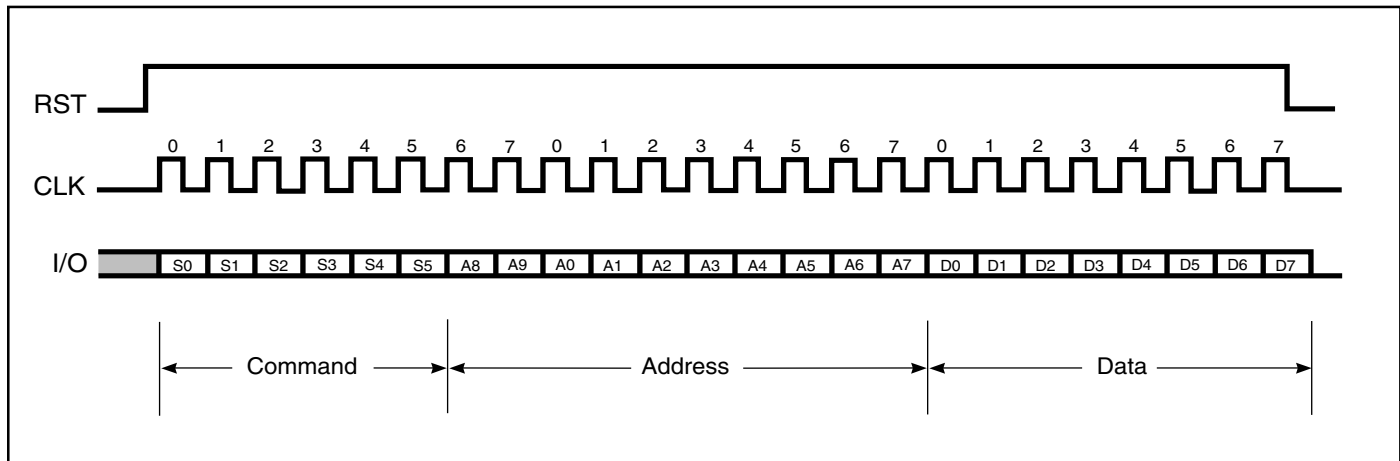 RST
0 1 2 3 4 5 6 7 0 1 2 3 4 5 6 7 0 1 2 3 4 5 6 7
CLK
I/O S0 S1 S2 S3 S4 S5 A8 A9 A0 A1 A2 A3 A4 A5 A6 A7 D0 D1 D2 D3 D4 D5 D6 D7
Command Address Data